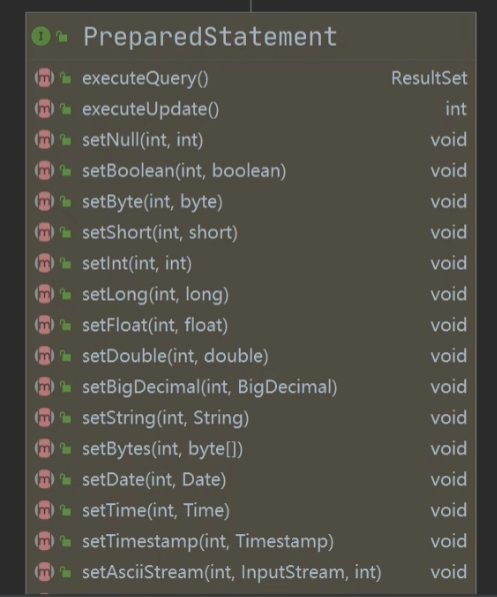 PreparedStatement
executeQuery() ResultSet
executeUpdate() int
setNull(int, int) void
setBoolean(int, boolean) void
setByte(int, byte) void
setShort(int, short) void
setInt(int, int) void
setLong(int, long) void
setFloat(int, float) void
setDouble(int, double) void
setBigDecimal(int, BigDecimal) void
setString(int, String) void
setBytes(int, byte[]) void
setDate(int, Date) void
setTime(int, Time) void
setTimestamp(int, Timestamp) void
setAsciiStream(int, InputStream, int) void